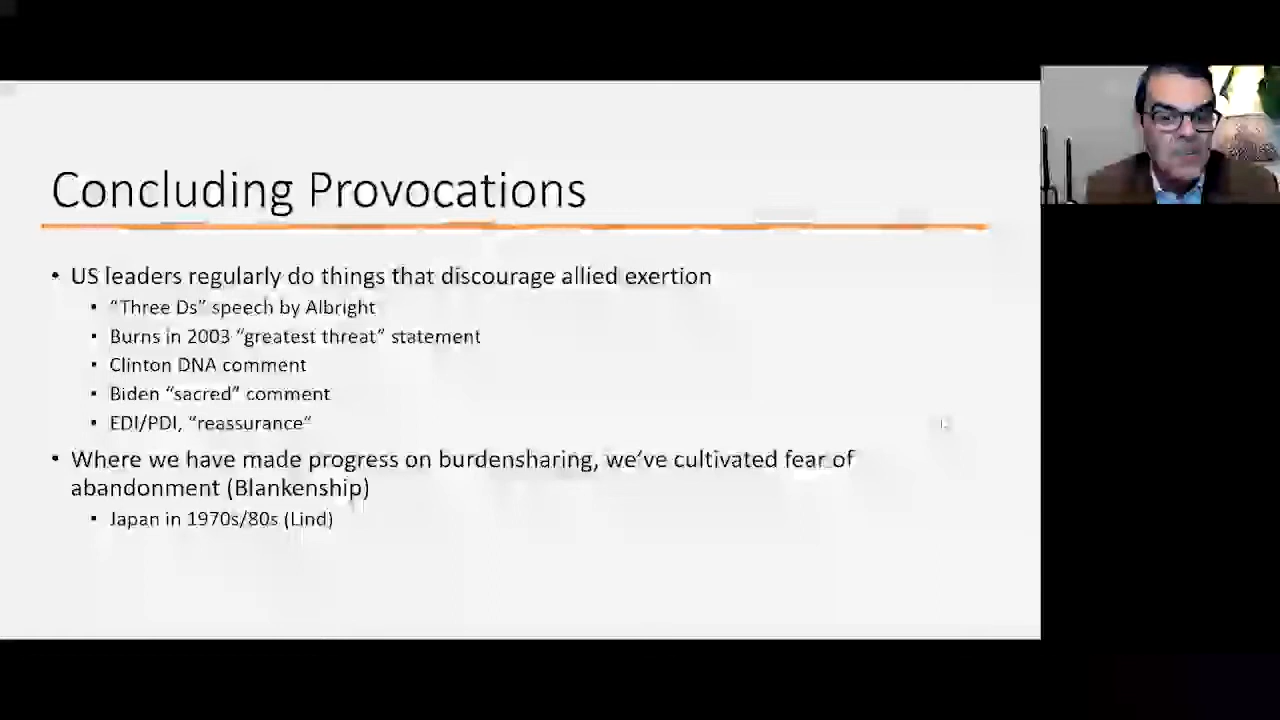 Concluding Provocations
• US leaders regularly do things that discourage allied exertion
▪ “Three Ds” speech by Albright
▪ Burns in 2003 “greatest threat” statement
▪ Clinton DNA comment
▪ Biden “sacred” comment
▪ EDI/PDI, “reassurance”
• Where we have made progress on burdensharing, we’ve cultivated fear of
abandonment (Blankenship)
▪ Japan in 1970s/80s (Lind)